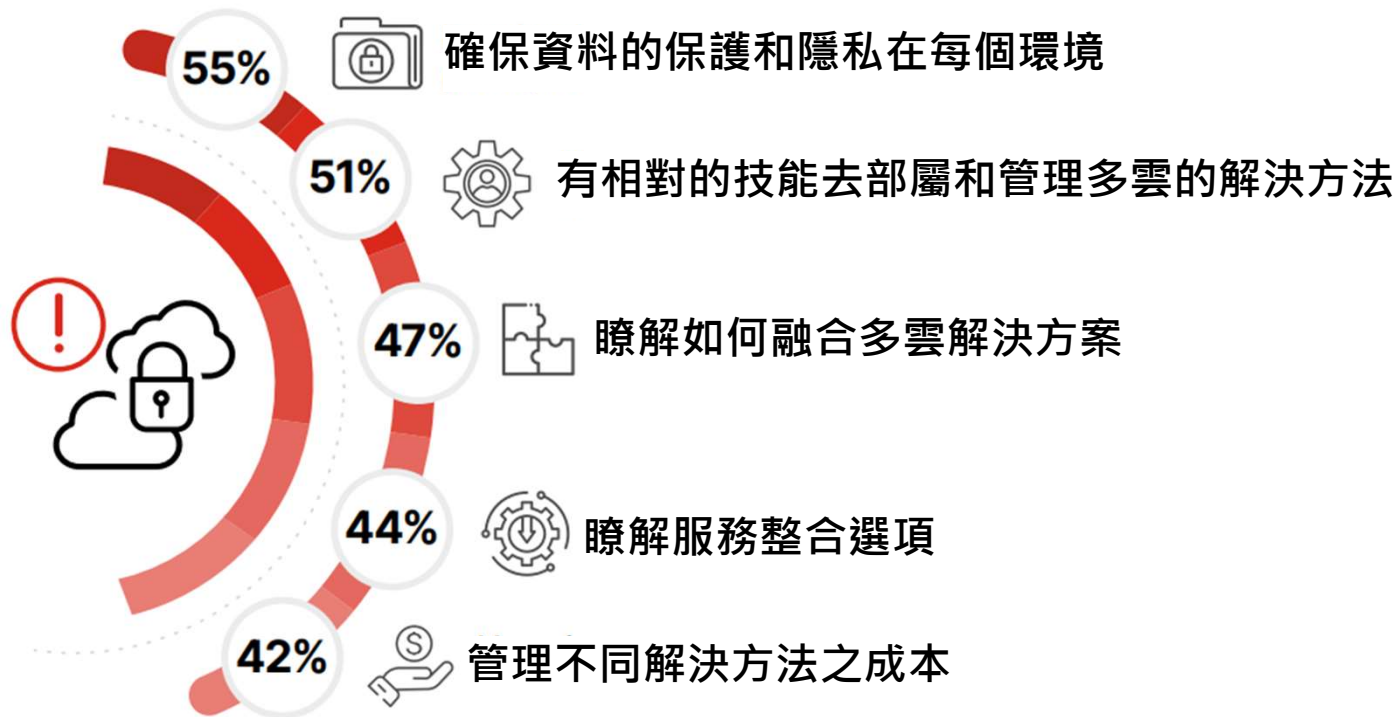 55%
確保資料的保護和隱私在每個環境
51%
有相對的技能去部屬和管理多雲的解決方法
47%
瞭解如何融合多雲解決方案
44%
瞭解服務整合選項
42%
管理不同解決方法之成本